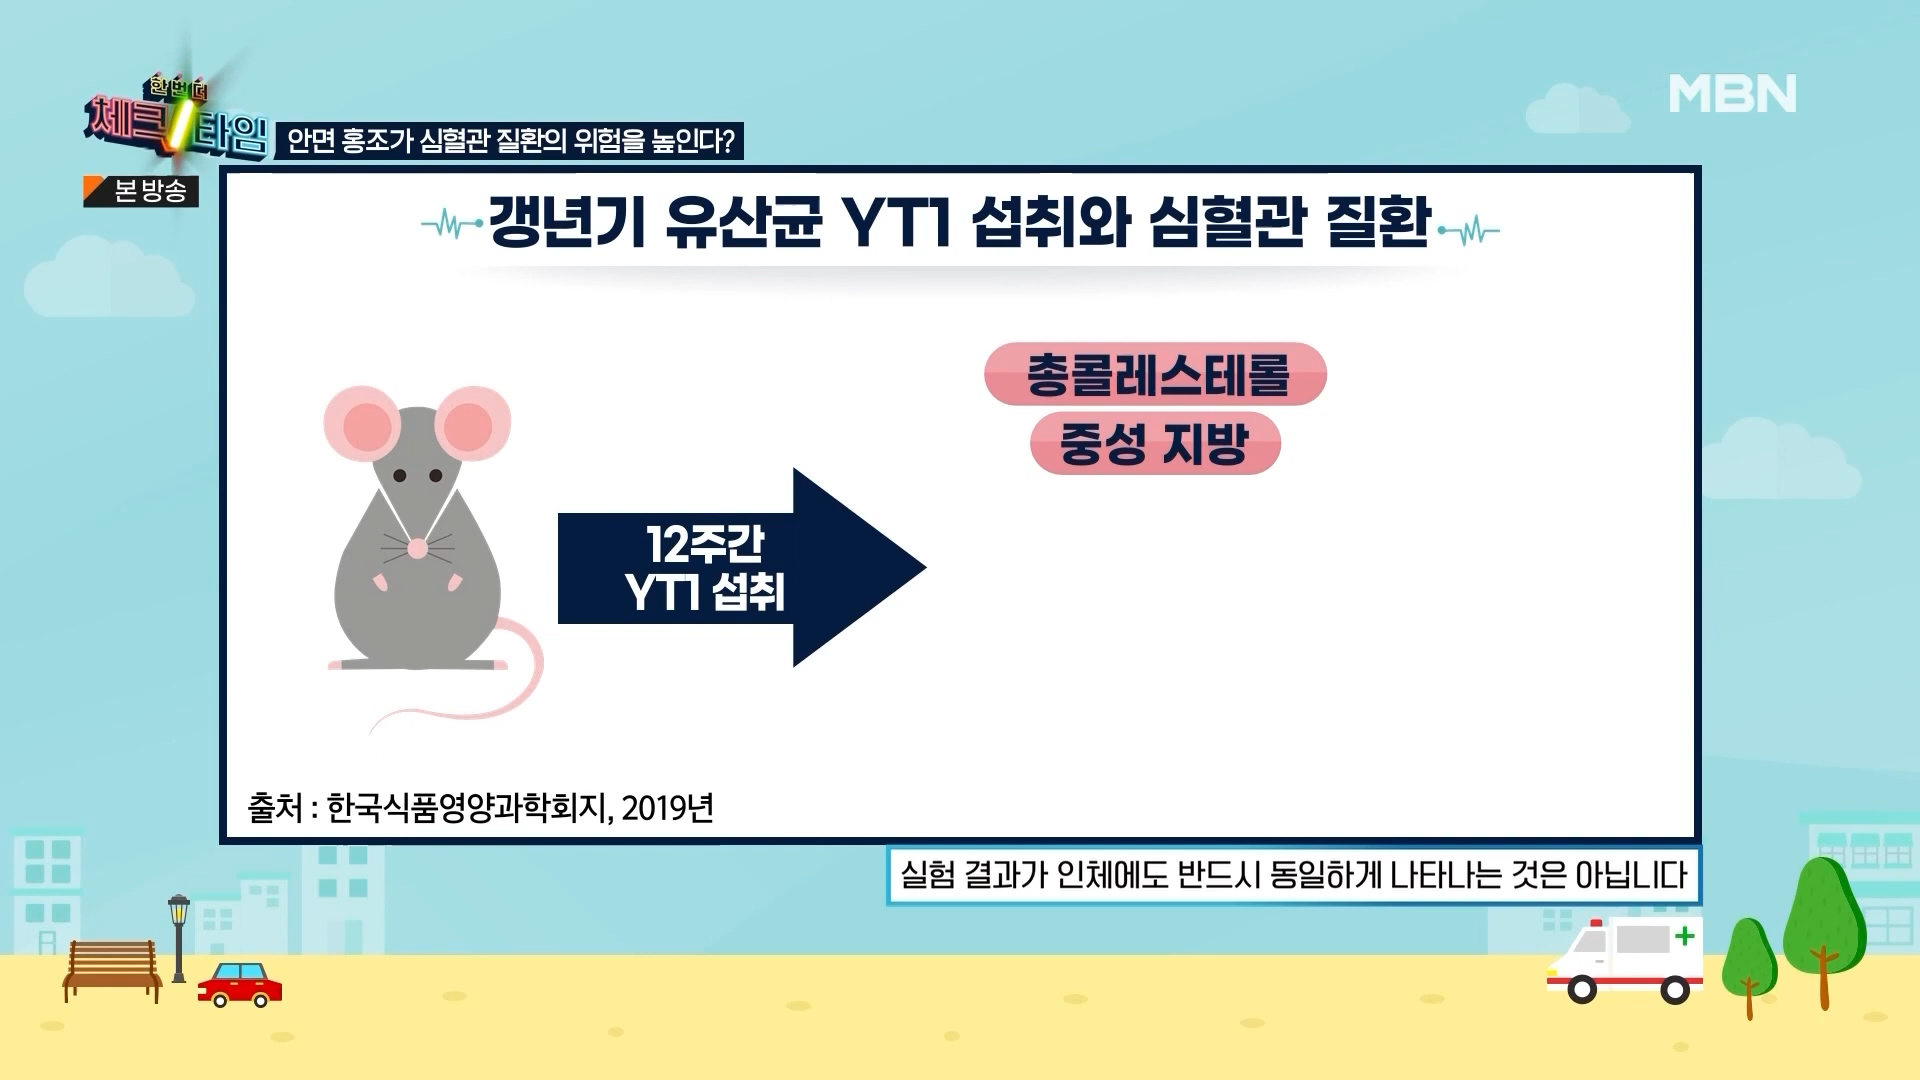 한 번 더
체크타임
MBN
안면 홍조가 심혈관 질환의 위험을 높인다?
본 방송
갱년기 유산균 YT1 섭취와 심혈관 질환
총콜레스테롤
중성 지방
12주간
YT1 섭취
출처 : 한국식품영양과학회지, 2019년
실험 결과가 인체에도 반드시 동일하게 나타나는 것은 아닙니다